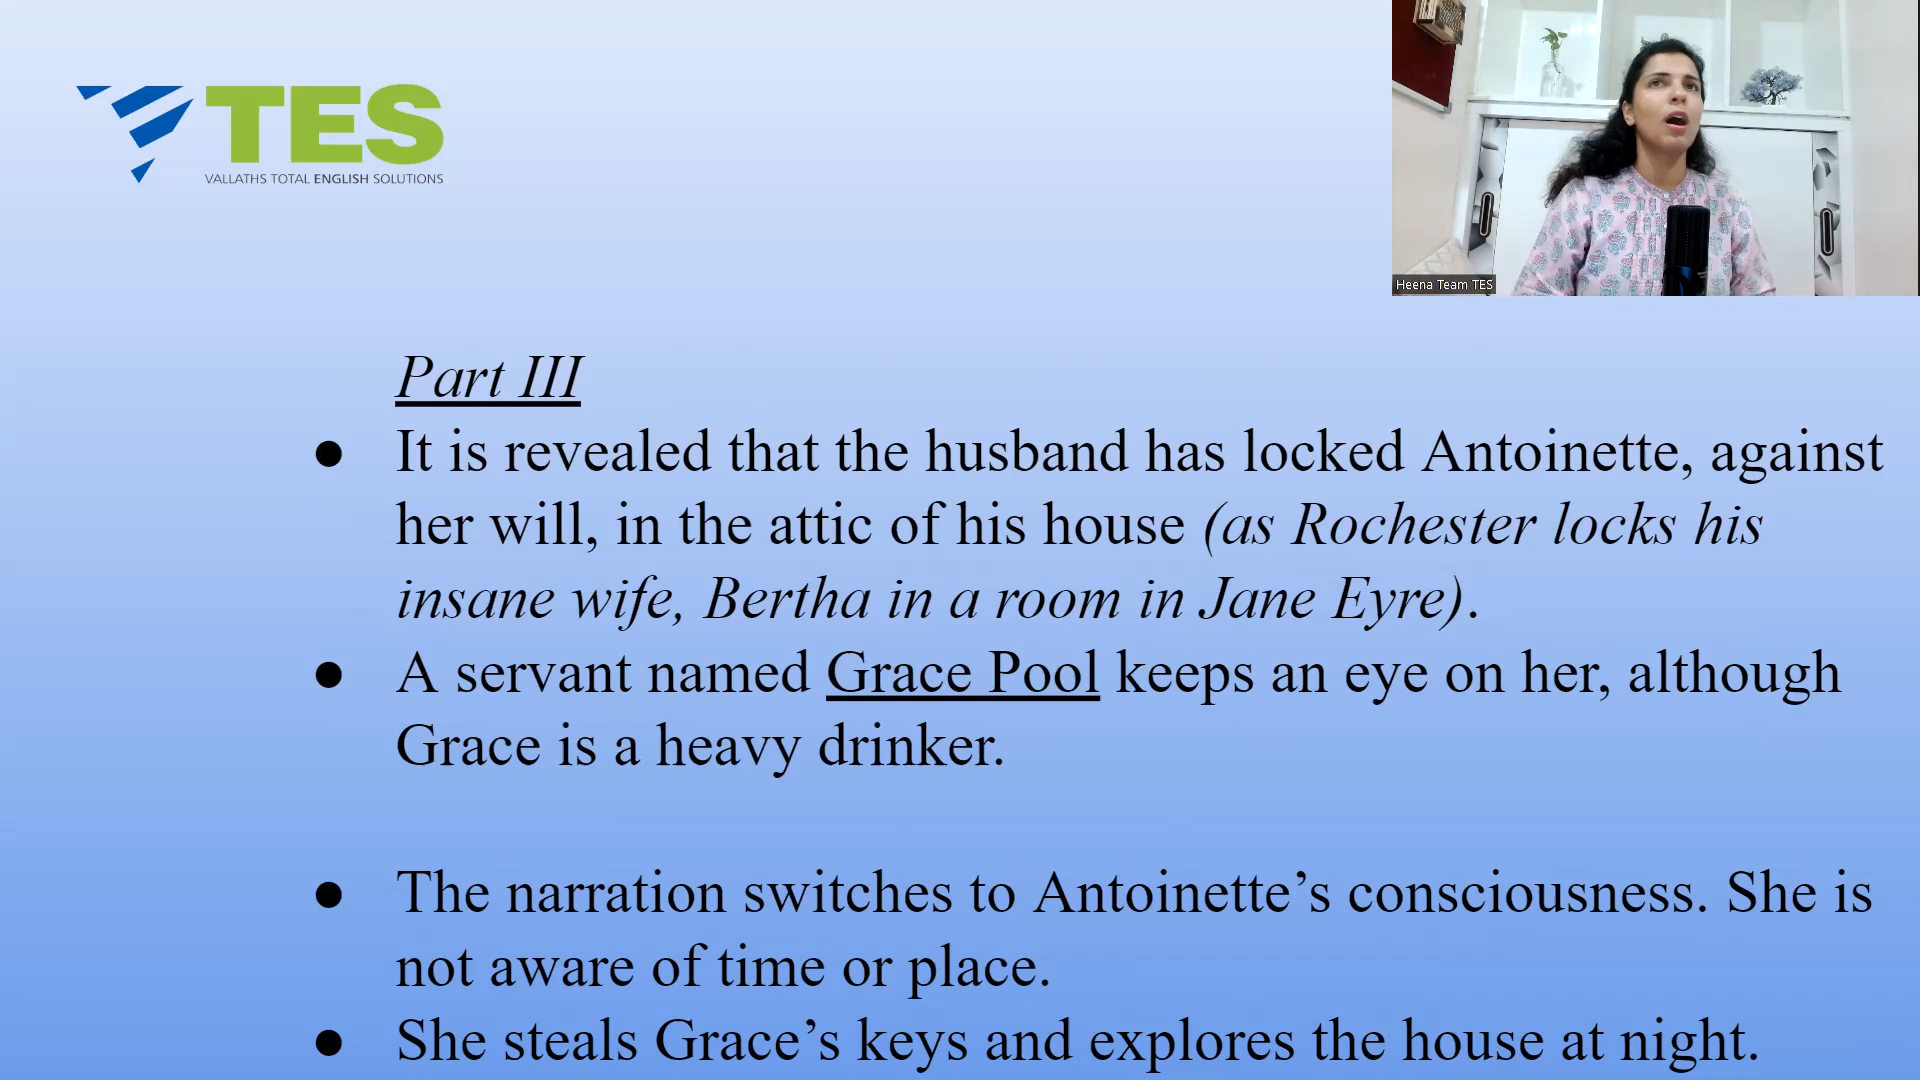 TES
VALLATHS TOTAL ENGLISH SOLUTIONS
Heena Team TES
Part III
● It is revealed that the husband has locked Antoinette, against
her will, in the attic of his house (as Rochester locks his
insane wife, Bertha in a room in Jane Eyre).
● A servant named Grace Pool keeps an eye on her, although
Grace is a heavy drinker.
● The narration switches to Antoinette’s consciousness. She is
not aware of time or place.
● She steals Grace’s keys and explores the house at night.